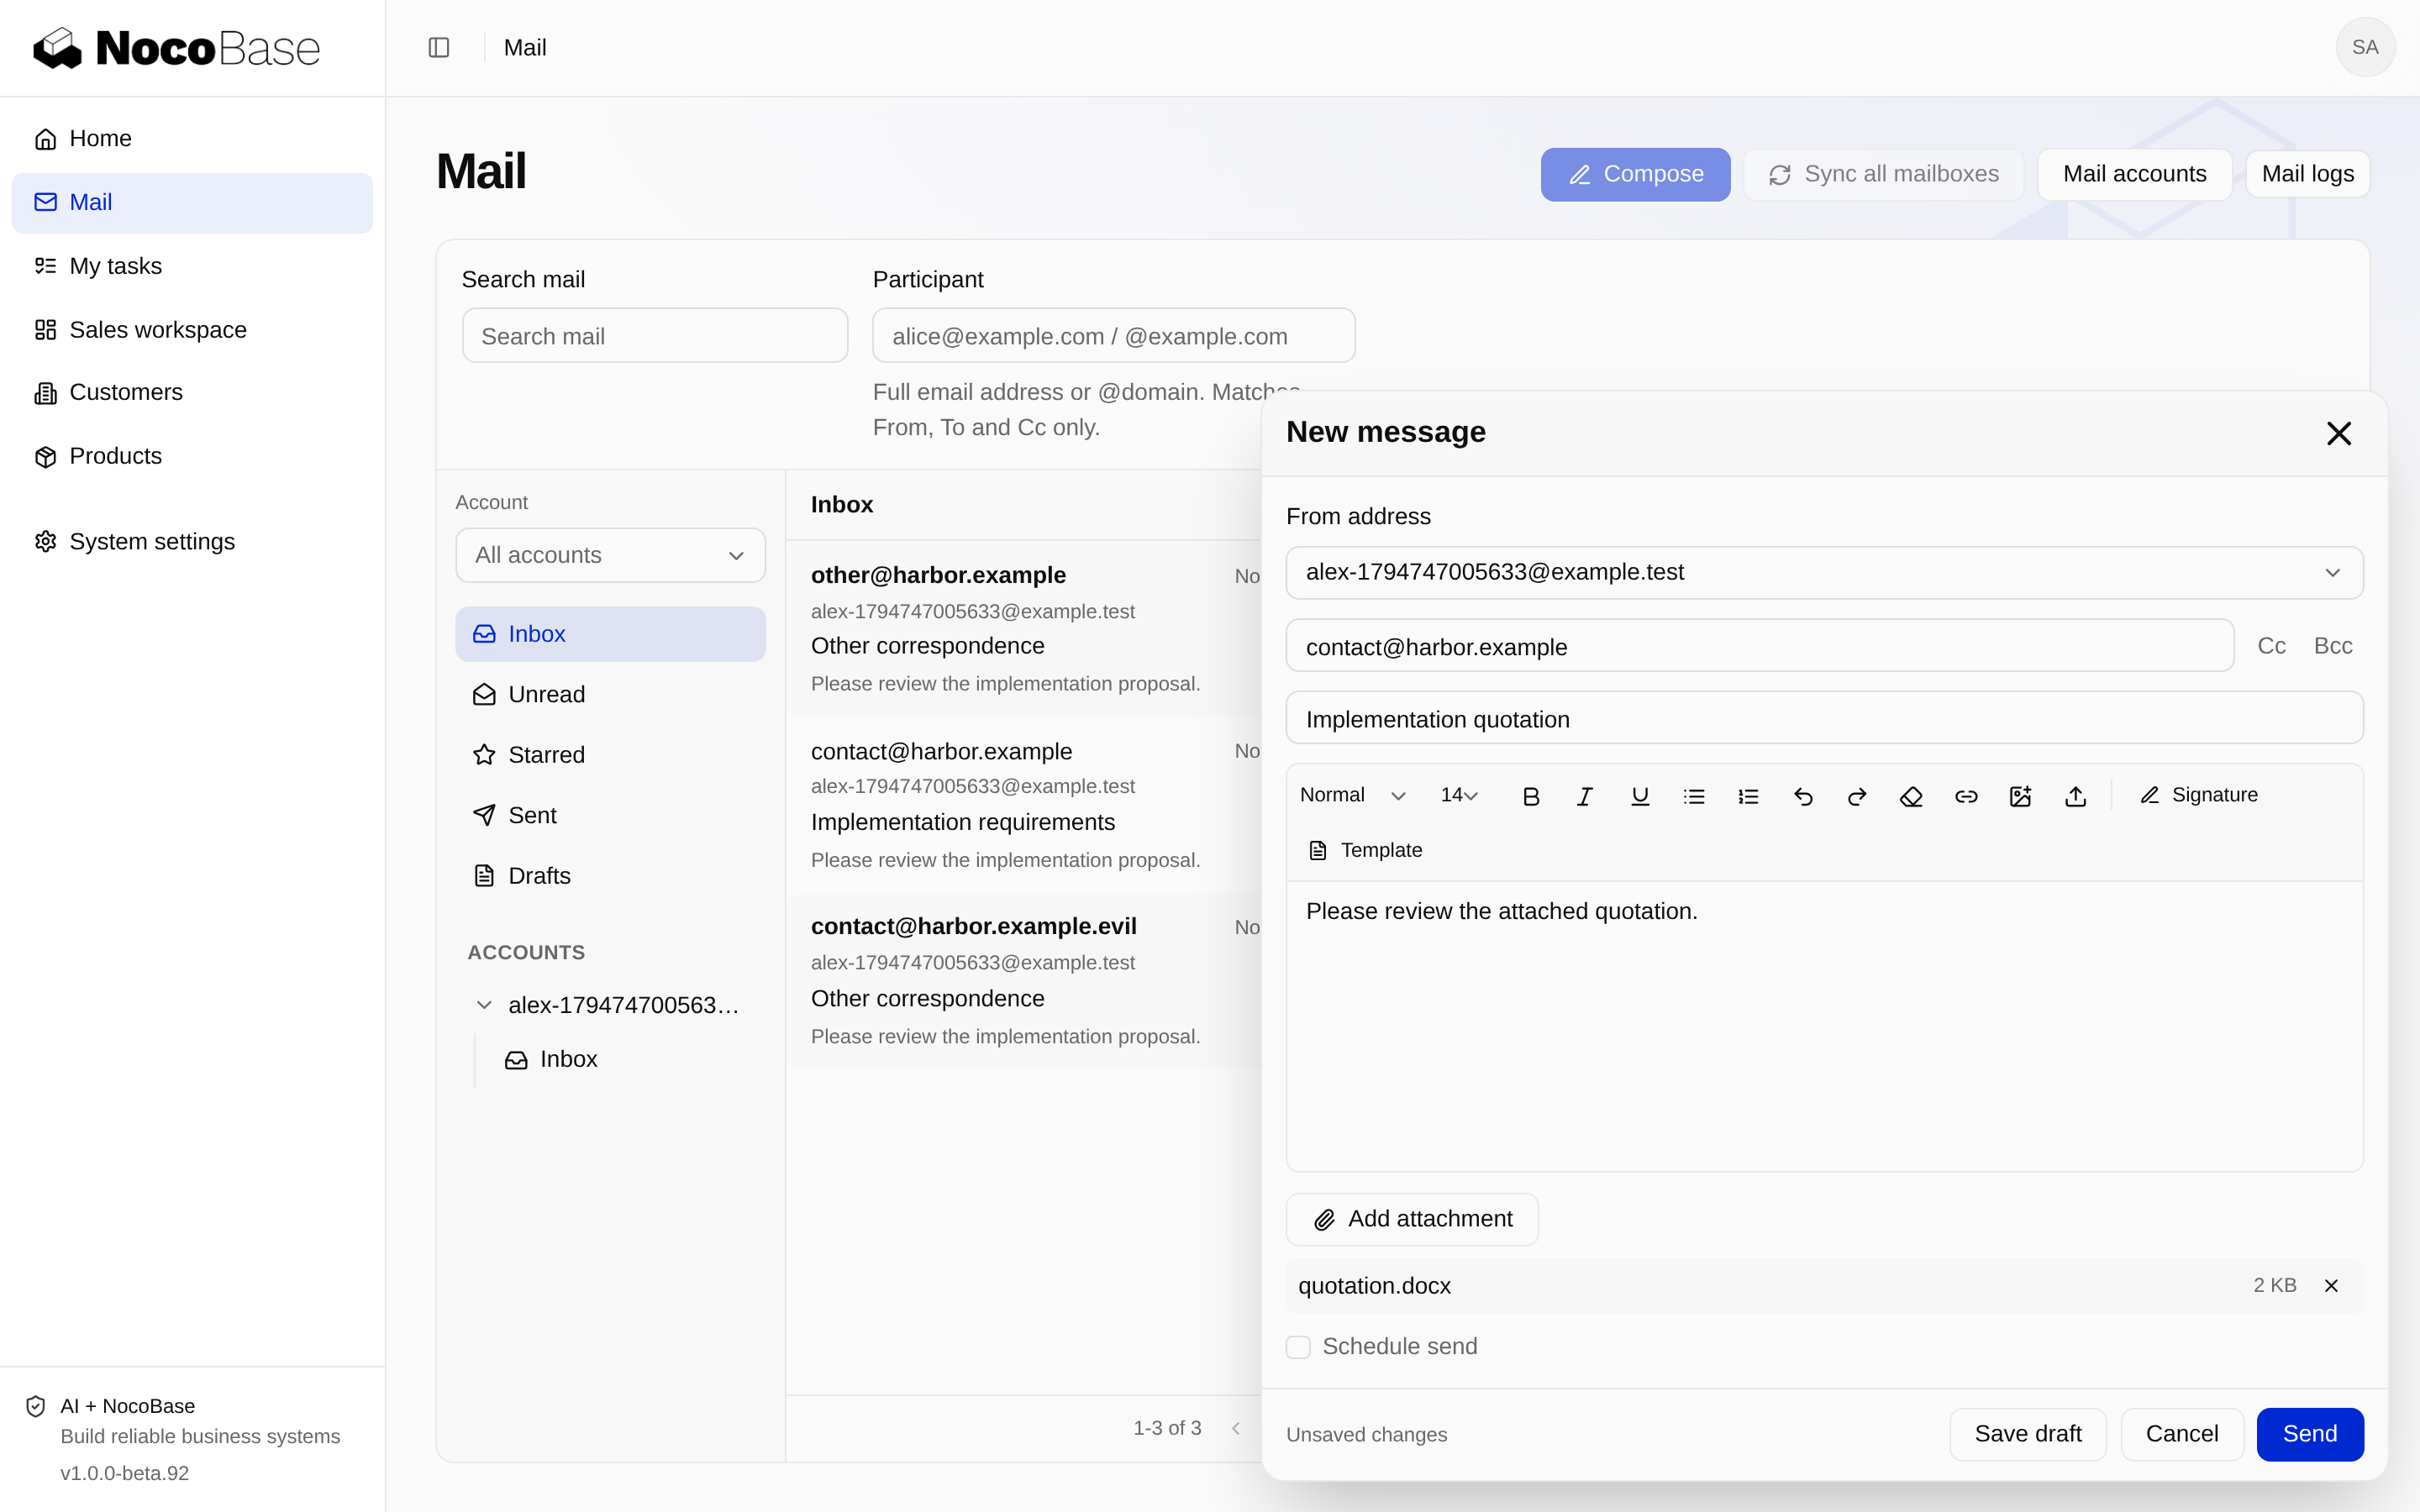 NocoBase
Mail
SA
Home
Mail
My tasks
Sales workspace
Customers
Products
System settings
AI + NocoBase
Build reliable business systems
v1.0.0-beta.92
Mail
Compose
Sync all mailboxes
Mail accounts
Mail logs
Search mail
Search mail
Participant
alice@example.com / @example.com
Full email address or @domain. Matches
From, To and Cc only.
Account
All accounts
Inbox
Unread
Starred
Sent
Drafts
ACCOUNTS
alex-179474700563…
Inbox
Inbox
other@harbor.example
No
alex-1794747005633@example.test
Other correspondence
Please review the implementation proposal.
contact@harbor.example
No
alex-1794747005633@example.test
Implementation requirements
Please review the implementation proposal.
contact@harbor.example.evil
No
alex-1794747005633@example.test
Other correspondence
Please review the implementation proposal.
1-3 of 3
New message
From address
alex-1794747005633@example.test
contact@harbor.example
Cc
Bcc
Implementation quotation
Normal
14
Signature
Template
Please review the attached quotation.
Add attachment
quotation.docx
2 KB
Schedule send
Unsaved changes
Save draft
Cancel
Send